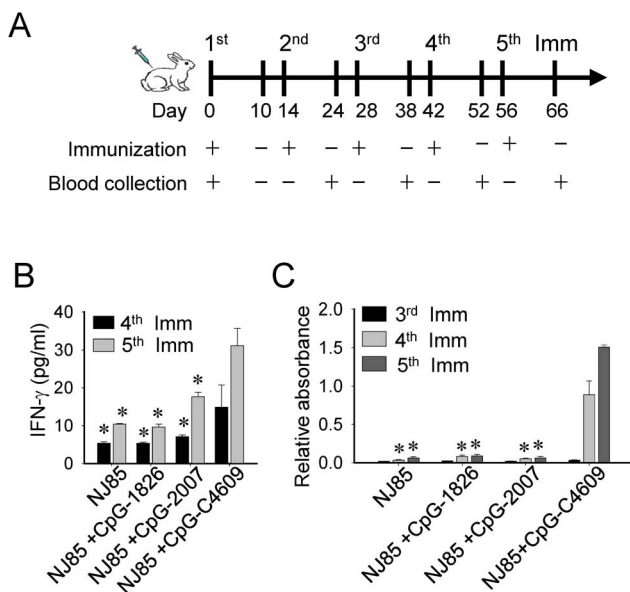 A
1st 2nd 3rd 4th 5th Imm
Day 0 10 14 24 28 38 42 52 56 66
Immunization + − + − + − + − + −
Blood collection + − − + − + − + − +
B
40
30
20
10
0
IFN-γ (pg/ml)
4th Imm
5th Imm
* * * * * *
NJ85
NJ85 +CpG-1826
NJ85 +CpG-2007
NJ85 +CpG-C4609
C
2.0
1.5
1.0
0.5
0.0
Relative absorbance
3rd Imm
4th Imm
5th Imm
** ** **
NJ85
NJ85 +CpG-1826
NJ85 +CpG-2007
NJ85+CpG-C4609